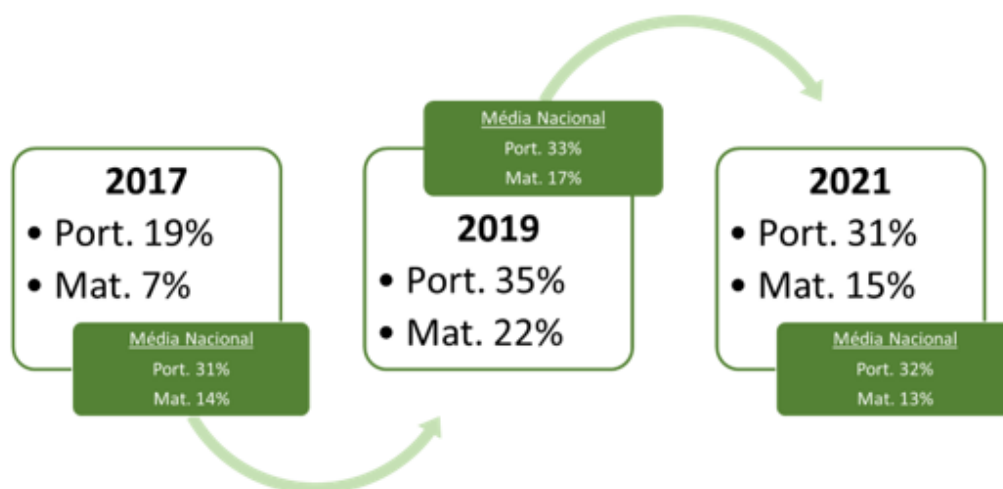 2017
• Port. 19%
• Mat. 7%
Média Nacional
Port. 31%
Mat. 14%
Média Nacional
Port. 33%
Mat. 17%
2019
• Port. 35%
• Mat. 22%
2021
• Port. 31%
• Mat. 15%
Média Nacional
Port. 32%
Mat. 13%